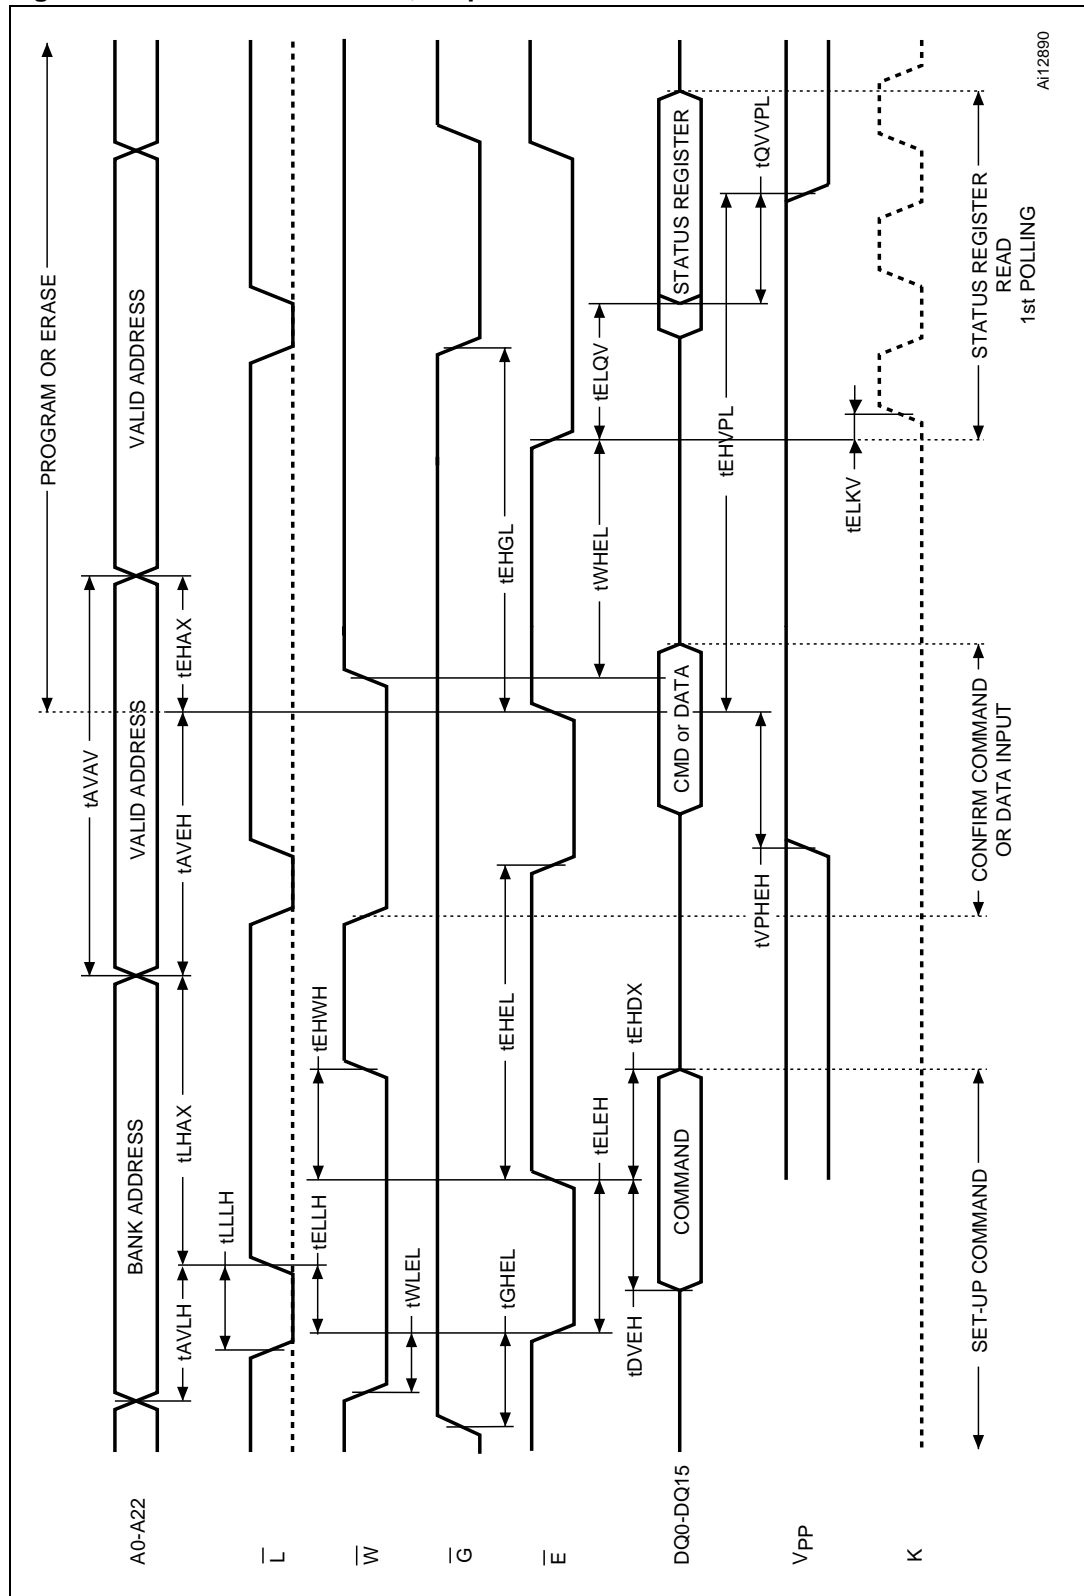 PROGRAM OR ERASE
tAVAV
A0-A22
BANK ADDRESS
VALID ADDRESS
VALID ADDRESS
tAVLH
tLHAX
tAVEH
tEHAX
tLLLH
L̅
tELLH
tEHWH
W̅
tWLEL
G̅
tGHEL
tEHEL
tEHGL
E̅
tELEH
tWHEL
tELQV
tDVEH
tEHDX
DQ0-DQ15
COMMAND
CMD or DATA
STATUS REGISTER
tEHVPL
tVPHEH
tQVVPL
VPP
tELKV
K
SET-UP COMMAND
CONFIRM COMMAND
OR DATA INPUT
STATUS REGISTER
READ
1st POLLING
Ai12890